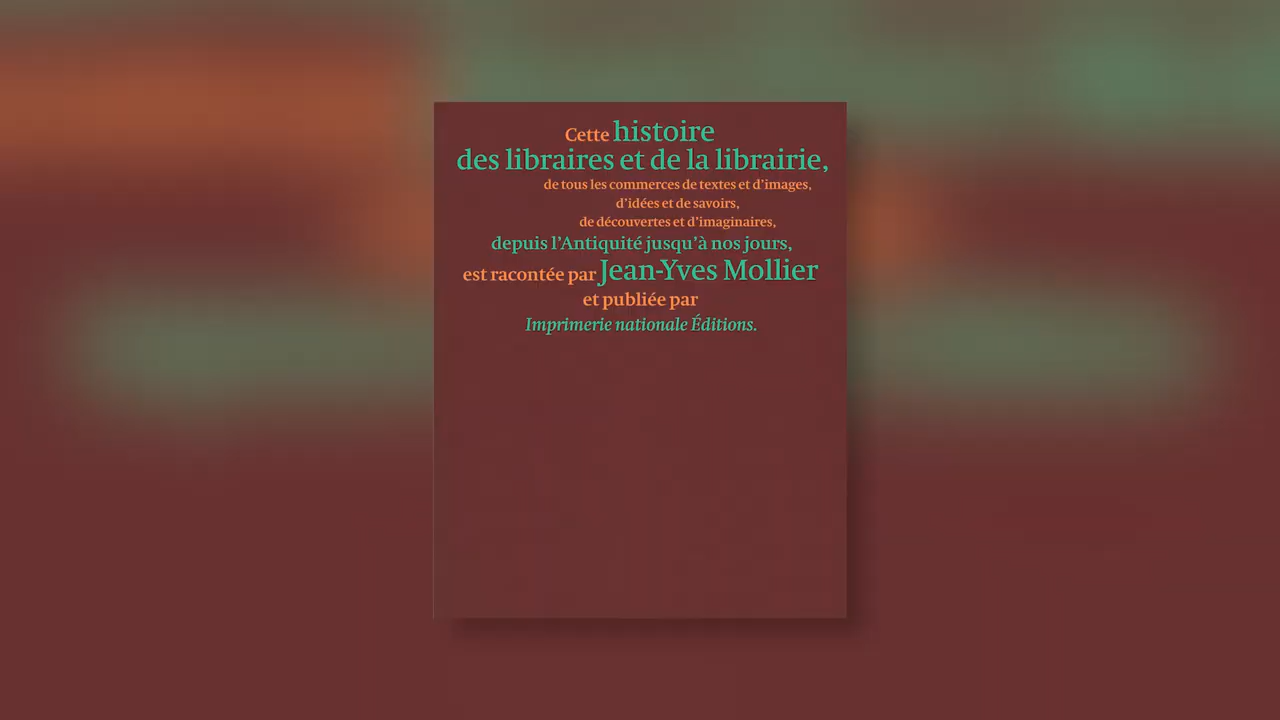 Cette histoire
des libraires et de la librairie,
de tous les commerces de textes et d'images,
d'idées et de savoirs,
de découvertes et d'imaginaires,
depuis l'Antiquité jusqu'à nos jours,
est racontée par Jean-Yves Mollier
et publiée par
Imprimerie nationale Éditions.